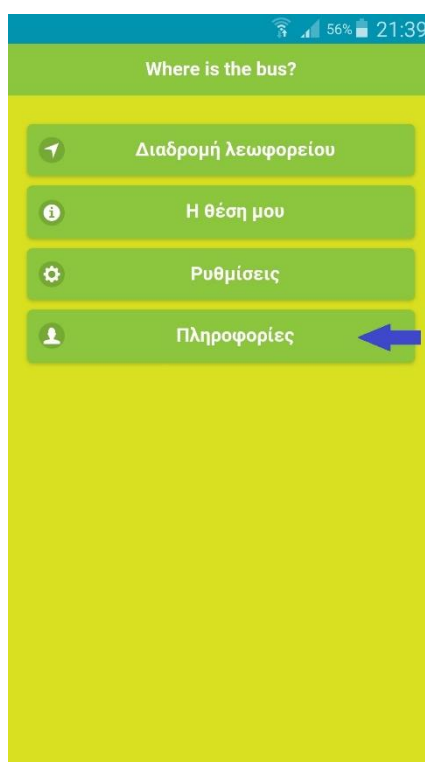 56% 21:39
Where is the bus?
Διαδρομή λεωφορείου
Η θέση μου
Ρυθμίσεις
Πληροφορίες